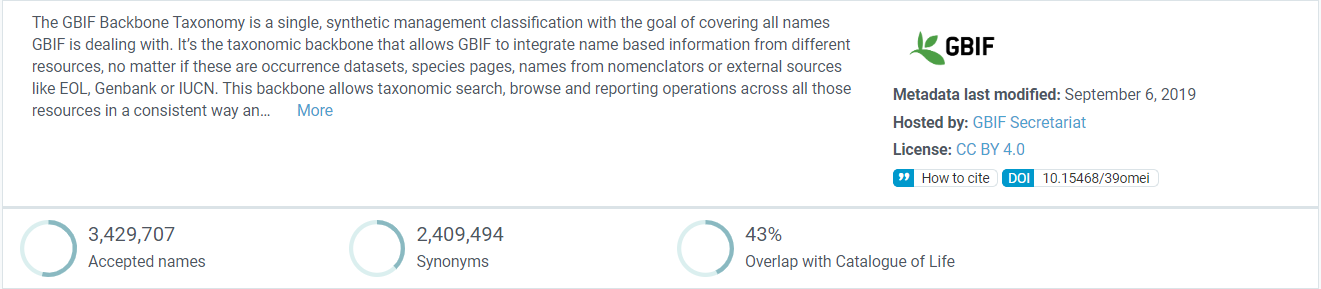 The GBIF Backbone Taxonomy is a single, synthetic management classification with the goal of covering all names
GBIF is dealing with. It's the taxonomic backbone that allows GBIF to integrate name based information from different
resources, no matter if these are occurrence datasets, species pages, names from nomenclators or external sources
like EOL, Genbank or IUCN. This backbone allows taxonomic search, browse and reporting operations across all those
resources in a consistent way an... More
GBIF
Metadata last modified: September 6, 2019
Hosted by: GBIF Secretariat
License: CC BY 4.0
How to cite DOI 10.15468/39omei
3,429,707
Accepted names
2,409,494
Synonyms
43%
Overlap with Catalogue of Life